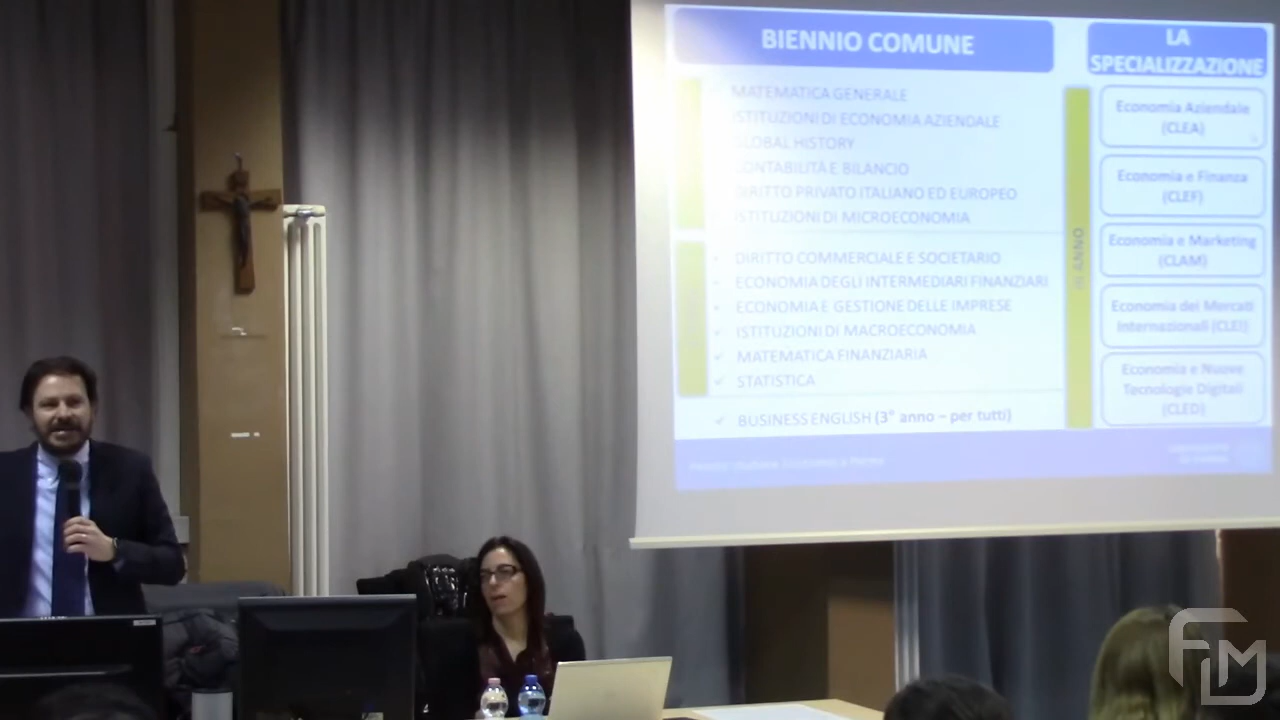 BIENNIO COMUNE
MATEMATICA GENERALE
ISTITUZIONI DI ECONOMIA AZIENDALE
GLOBAL HISTORY
CONTABILITÀ E BILANCIO
DIRITTO PRIVATO ITALIANO ED EUROPEO
ISTITUZIONI DI MICROECONOMIA
DIRITTO COMMERCIALE E SOCIETARIO
ECONOMIA DEGLI INTERMEDIARI FINANZIARI
ECONOMIA E GESTIONE DELLE IMPRESE
ISTITUZIONI DI MACROECONOMIA
MATEMATICA FINANZIARIA
STATISTICA
BUSINESS ENGLISH (3° anno – per tutti)
III ANNO
LA
SPECIALIZZAZIONE
Economia Aziendale
(CLEA)
Economia e Finanza
(CLEF)
Economia e Marketing
(CLAM)
Economia dei Mercati
Internazionali (CLEI)
Economia e Nuove
Tecnologie Digitali
(CLED)